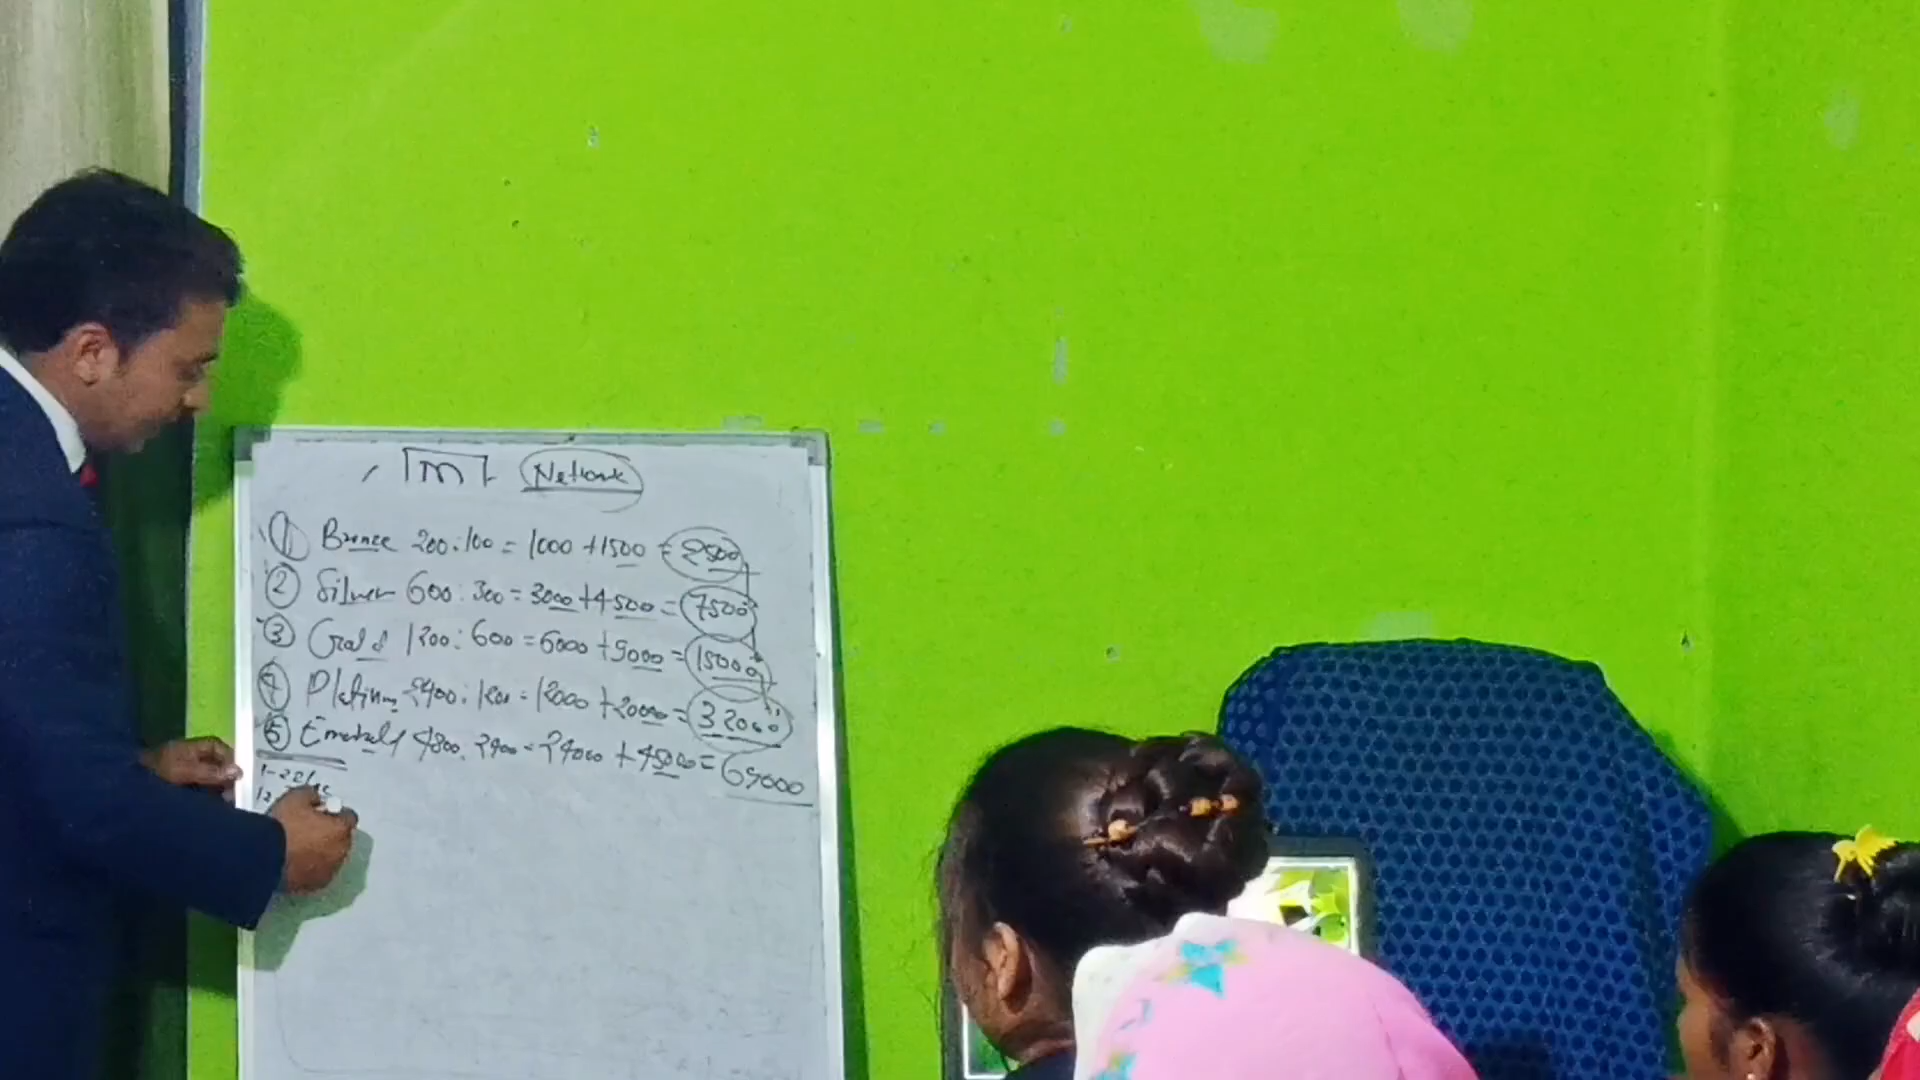 Network
① Bronze 200:100 = 1000 + 1500 = 2500
② Silver 600:300 = 3000 + 4500 = 7500
③ Gold 1200:600 = 6000 + 9000 = 15000
④ Platinum 2400:1200 = 12000 + 20000 = 32000
⑤ Emerald 4800:2400 = 24000 + 45000 = 69000